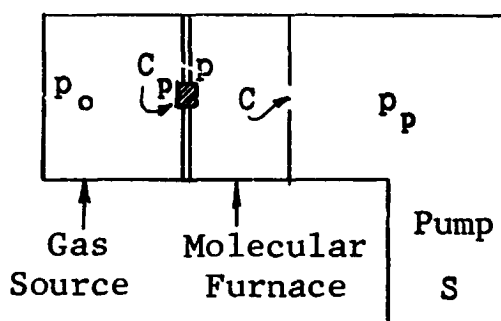 p_o
C_p
p
C
p_p
Gas Source
Molecular Furnace
Pump
S